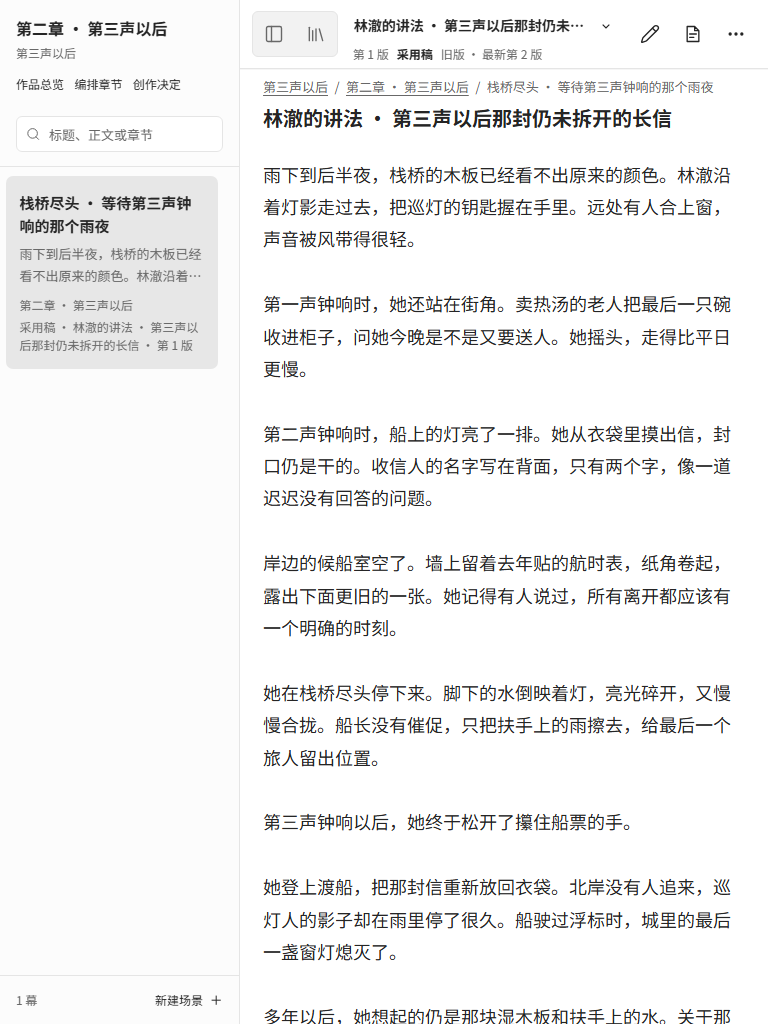 第二章 · 第三声以后
第三声以后
作品总览 编排章节 创作决定
标题、正文或章节
栈桥尽头 · 等待第三声钟
响的那个雨夜
雨下到后半夜，栈桥的木板已经
看不出原来的颜色。林澈沿着…
第二章 · 第三声以后
采用稿 · 林澈的讲法 · 第三声以
后那封仍未拆开的长信 · 第 1 版
1 幕
新建场景 +
林澈的讲法 · 第三声以后那封仍未…
第 1 版 采用稿 旧版 · 最新第 2 版
第三声以后 / 第二章 · 第三声以后 / 栈桥尽头 · 等待第三声钟响的那个雨夜
林澈的讲法 · 第三声以后那封仍未拆开的长信
雨下到后半夜，栈桥的木板已经看不出原来的颜色。林澈沿
着灯影走过去，把巡灯的钥匙握在手里。远处有人合上窗，
声音被风带得很轻。
第一声钟响时，她还站在街角。卖热汤的老人把最后一只碗
收进柜子，问她今晚是不是又要送人。她摇头，走得比平日
更慢。
第二声钟响时，船上的灯亮了一排。她从衣袋里摸出信，封
口仍是干的。收信人的名字写在背面，只有两个字，像一道
迟迟没有回答的问题。
岸边的候船室空了。墙上留着去年贴的航时表，纸角卷起，
露出下面更旧的一张。她记得有人说过，所有离开都应该有
一个明确的时刻。
她在栈桥尽头停下来。脚下的水倒映着灯，亮光碎开，又慢
慢合拢。船长没有催促，只把扶手上的雨擦去，给最后一个
旅人留出位置。
第三声钟响以后，她终于松开了攥住船票的手。
她登上渡船，把那封信重新放回衣袋。北岸没有人追来，巡
灯人的影子却在雨里停了很久。船驶过浮标时，城里的最后
一盏窗灯熄灭了。
多年以后，她想起的仍是那块湿木板和扶手上的水。关于那